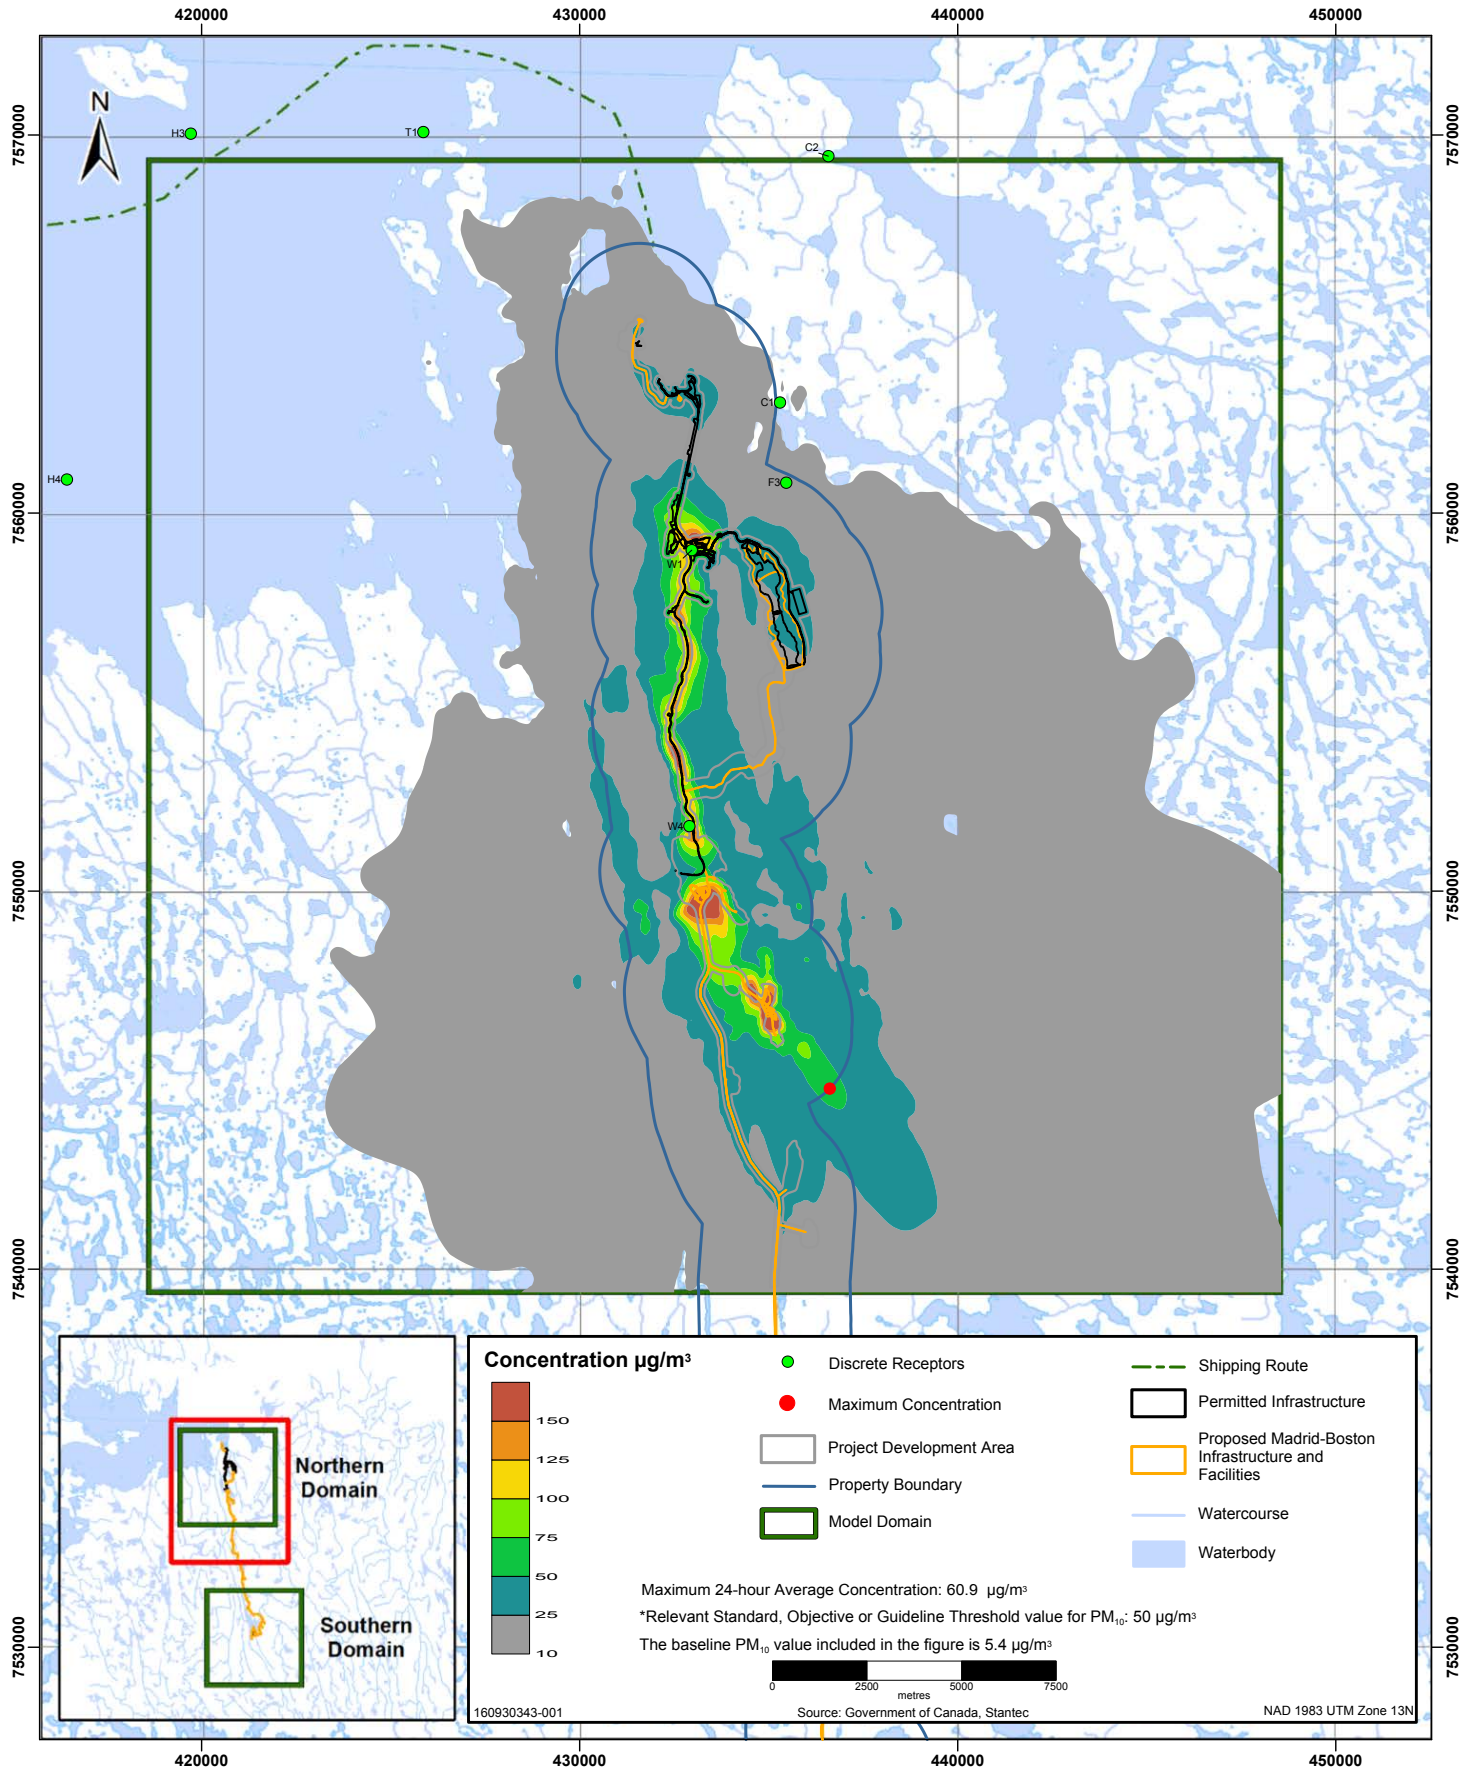 420000 430000 440000 450000
N
7570000 7570000
H3
T1
C2
C1
H4
F3
7560000 7560000
W1
W4
7550000 7550000
7540000 7540000
Northern
Domain
Southern
Domain
Concentration µg/m³
150
125
100
75
50
25
10
Discrete Receptors
Maximum Concentration
Project Development Area
Property Boundary
Model Domain
Shipping Route
Permitted Infrastructure
Proposed Madrid-Boston
Infrastructure and
Facilities
Watercourse
Waterbody
Maximum 24-hour Average Concentration: 60.9 µg/m³
*Relevant Standard, Objective or Guideline Threshold value for PM₁₀: 50 µg/m³
The baseline PM₁₀ value included in the figure is 5.4 µg/m³
0 2500 5000 7500
metres
160930343-001
Source: Government of Canada, Stantec
NAD 1983 UTM Zone 13N
7530000 7530000
420000 430000 440000 450000